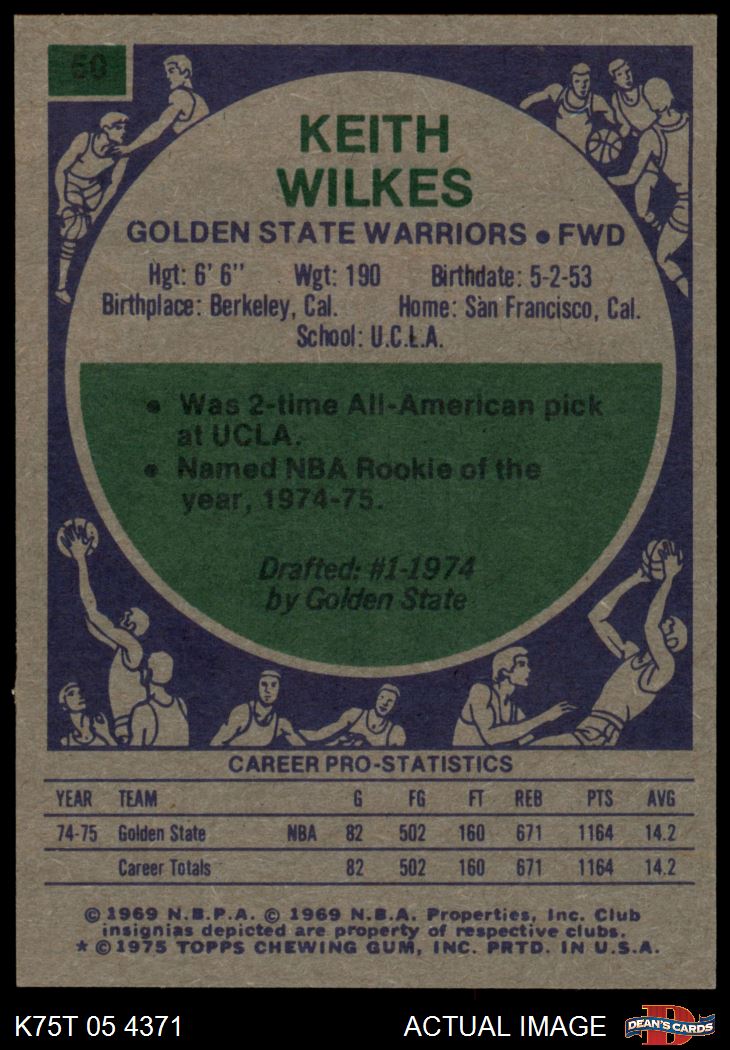 60
KEITH
WILKES
GOLDEN STATE WARRIORS • FWD
Hgt: 6' 6" Wgt: 190 Birthdate: 5-2-53
Birthplace: Berkeley, Cal. Home: San Francisco, Cal.
School: U.C.L.A.
• Was 2-time All-American pick
at UCLA.
• Named NBA Rookie of the
year, 1974-75.
Drafted: #1-1974
by Golden State
CAREER PRO-STATISTICS
YEAR TEAM G FG FT REB PTS AVG
74-75 Golden State NBA 82 502 160 671 1164 14.2
Career Totals 82 502 160 671 1164 14.2
© 1969 N.B.P.A. © 1969 N.B.A. Properties, Inc. Club
insignias depicted are property of respective clubs.
* © 1975 TOPPS CHEWING GUM, INC. PRTD. IN U.S.A.
K75T 05 4371 ACTUAL IMAGE D DEAN'S CARDS